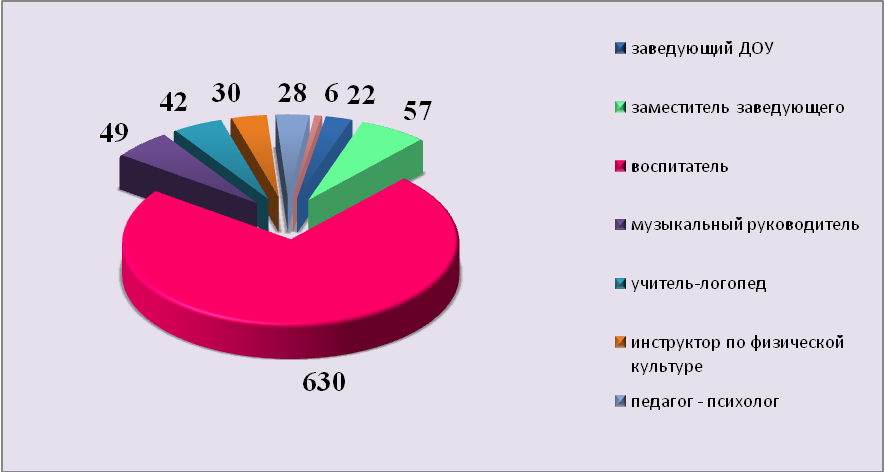 заведующий ДОУ
заместитель заведующего
воспитатель
музыкальный руководитель
учитель-логопед
инструктор по физической
культуре
педагог - психолог
49
42
30
28
6
22
57
630